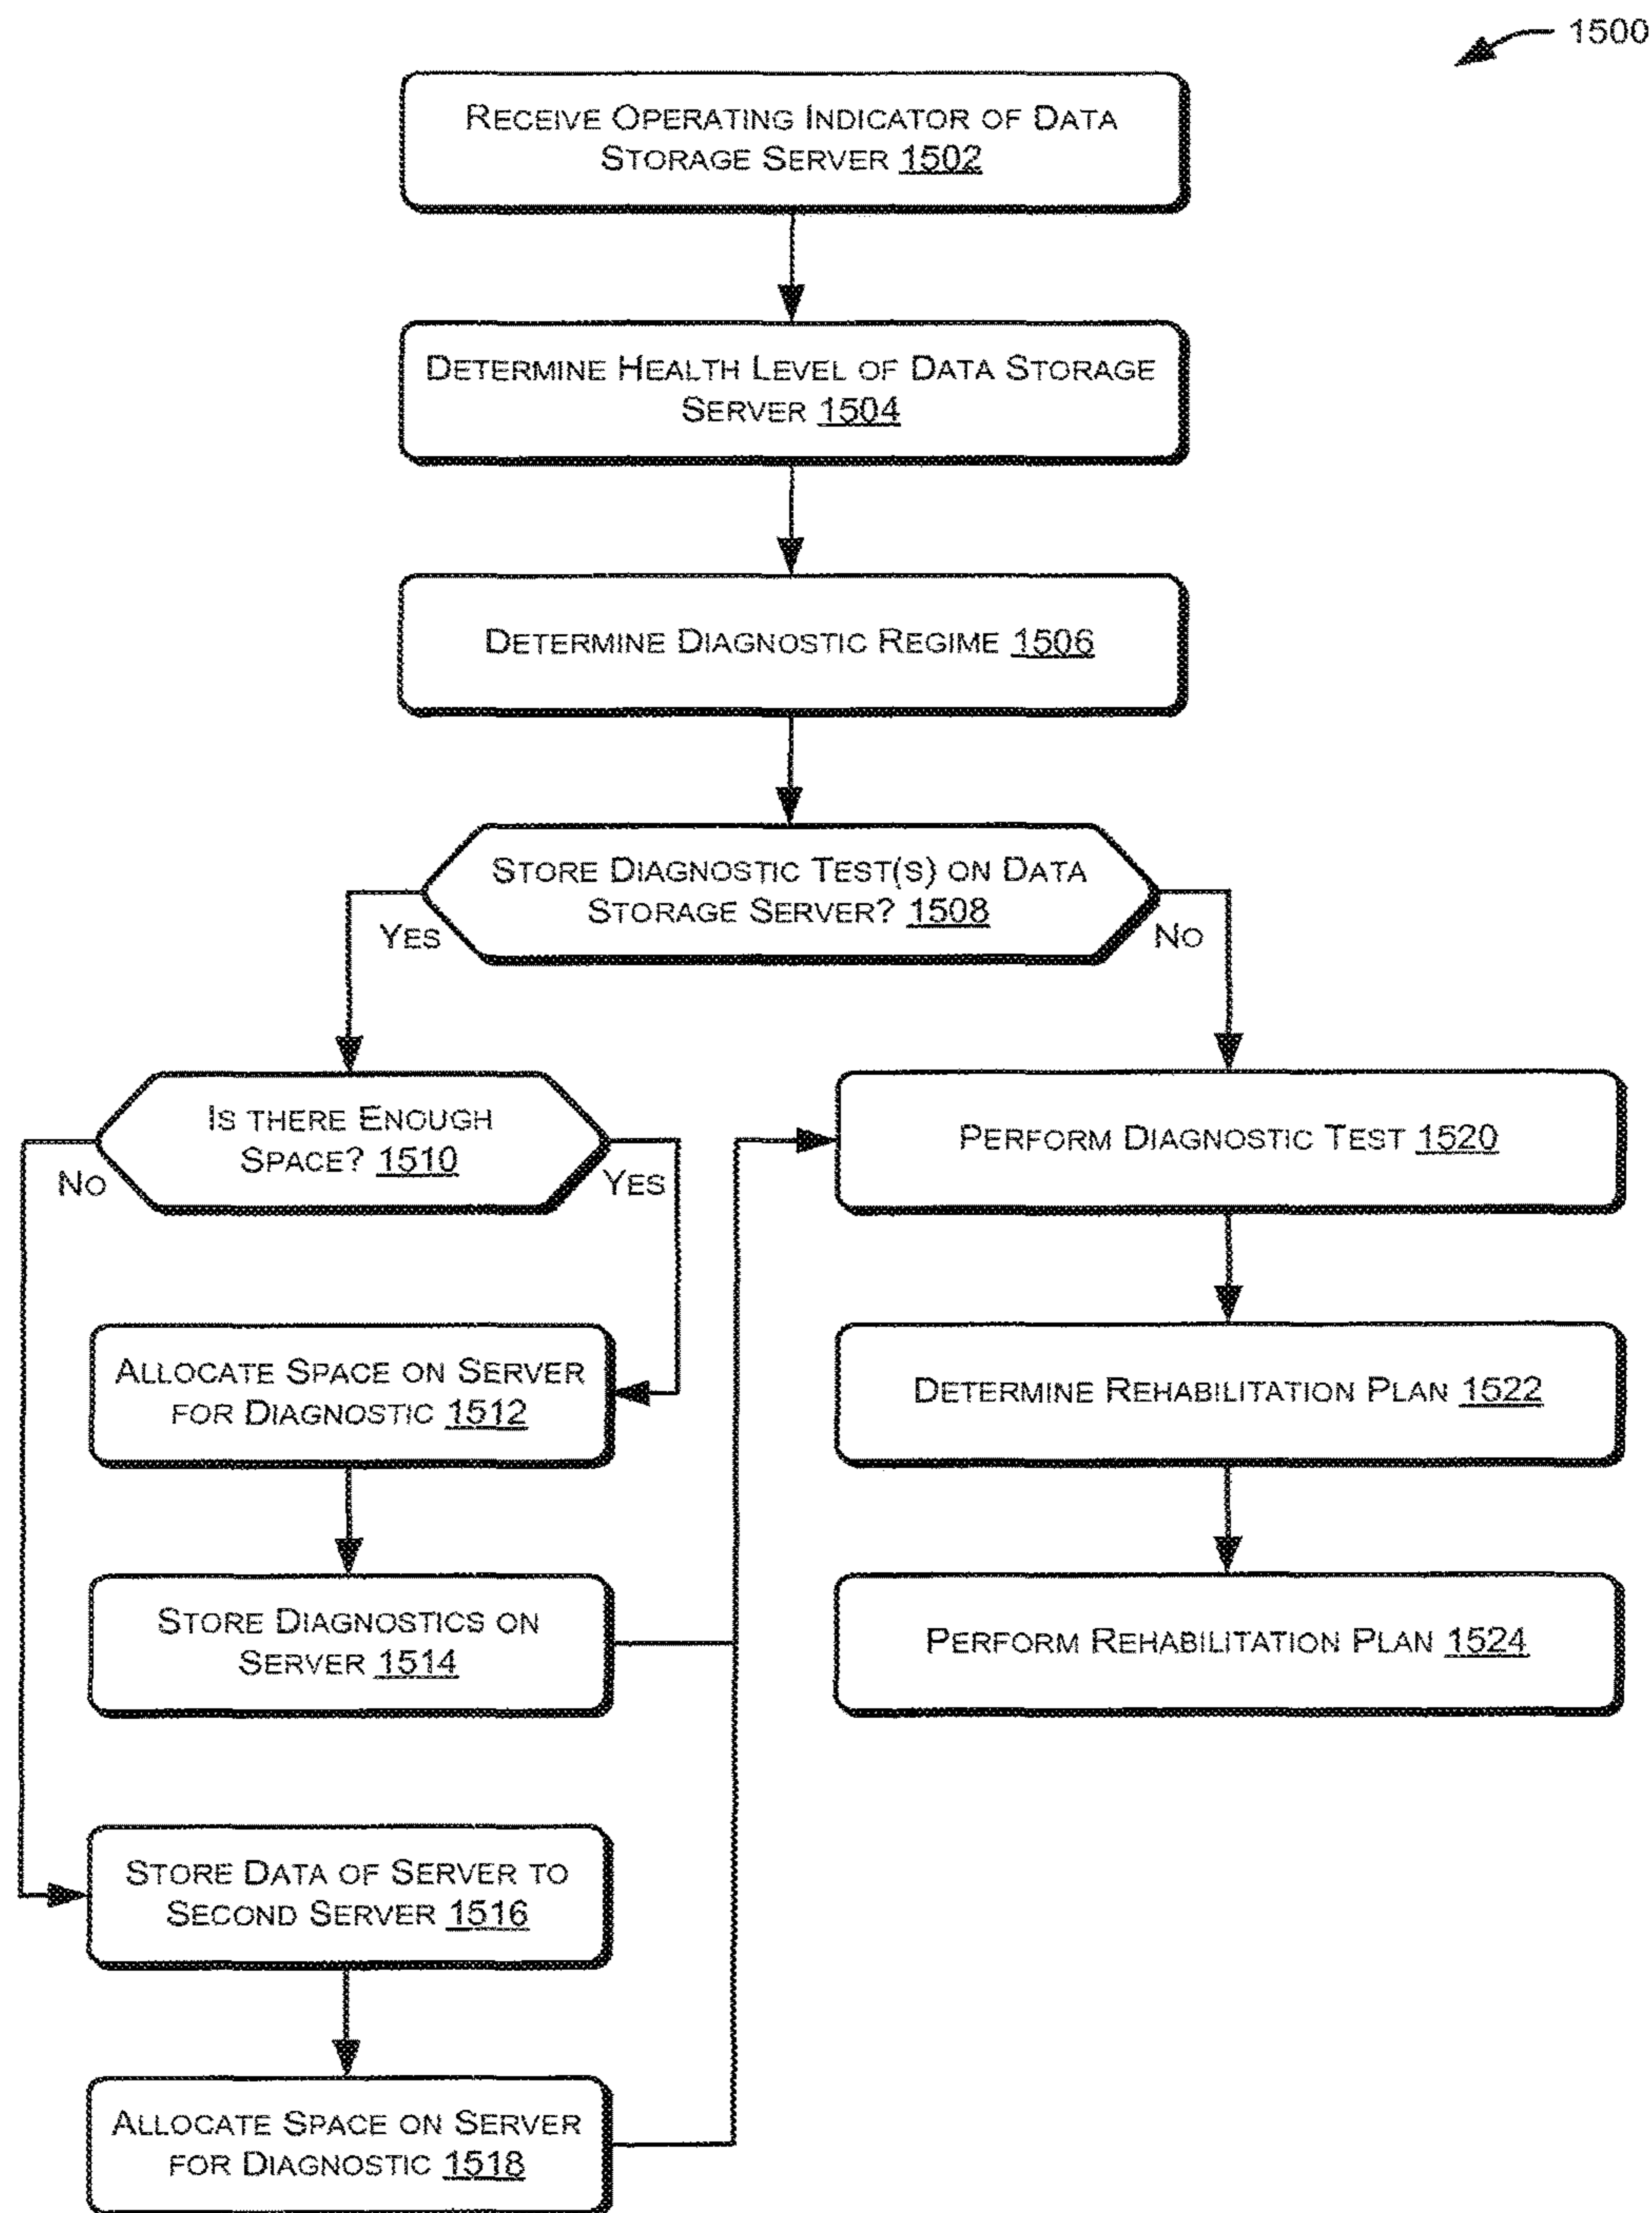 1500
RECEIVE OPERATING INDICATOR OF DATA
STORAGE SERVER 1502
DETERMINE HEALTH LEVEL OF DATA STORAGE
SERVER 1504
DETERMINE DIAGNOSTIC REGIME 1506
STORE DIAGNOSTIC TEST(S) ON DATA
STORAGE SERVER? 1508
YES
NO
IS THERE ENOUGH
SPACE? 1510
NO
YES
ALLOCATE SPACE ON SERVER
FOR DIAGNOSTIC 1512
STORE DIAGNOSTICS ON
SERVER 1514
STORE DATA OF SERVER TO
SECOND SERVER 1516
ALLOCATE SPACE ON SERVER
FOR DIAGNOSTIC 1518
PERFORM DIAGNOSTIC TEST 1520
DETERMINE REHABILITATION PLAN 1522
PERFORM REHABILITATION PLAN 1524